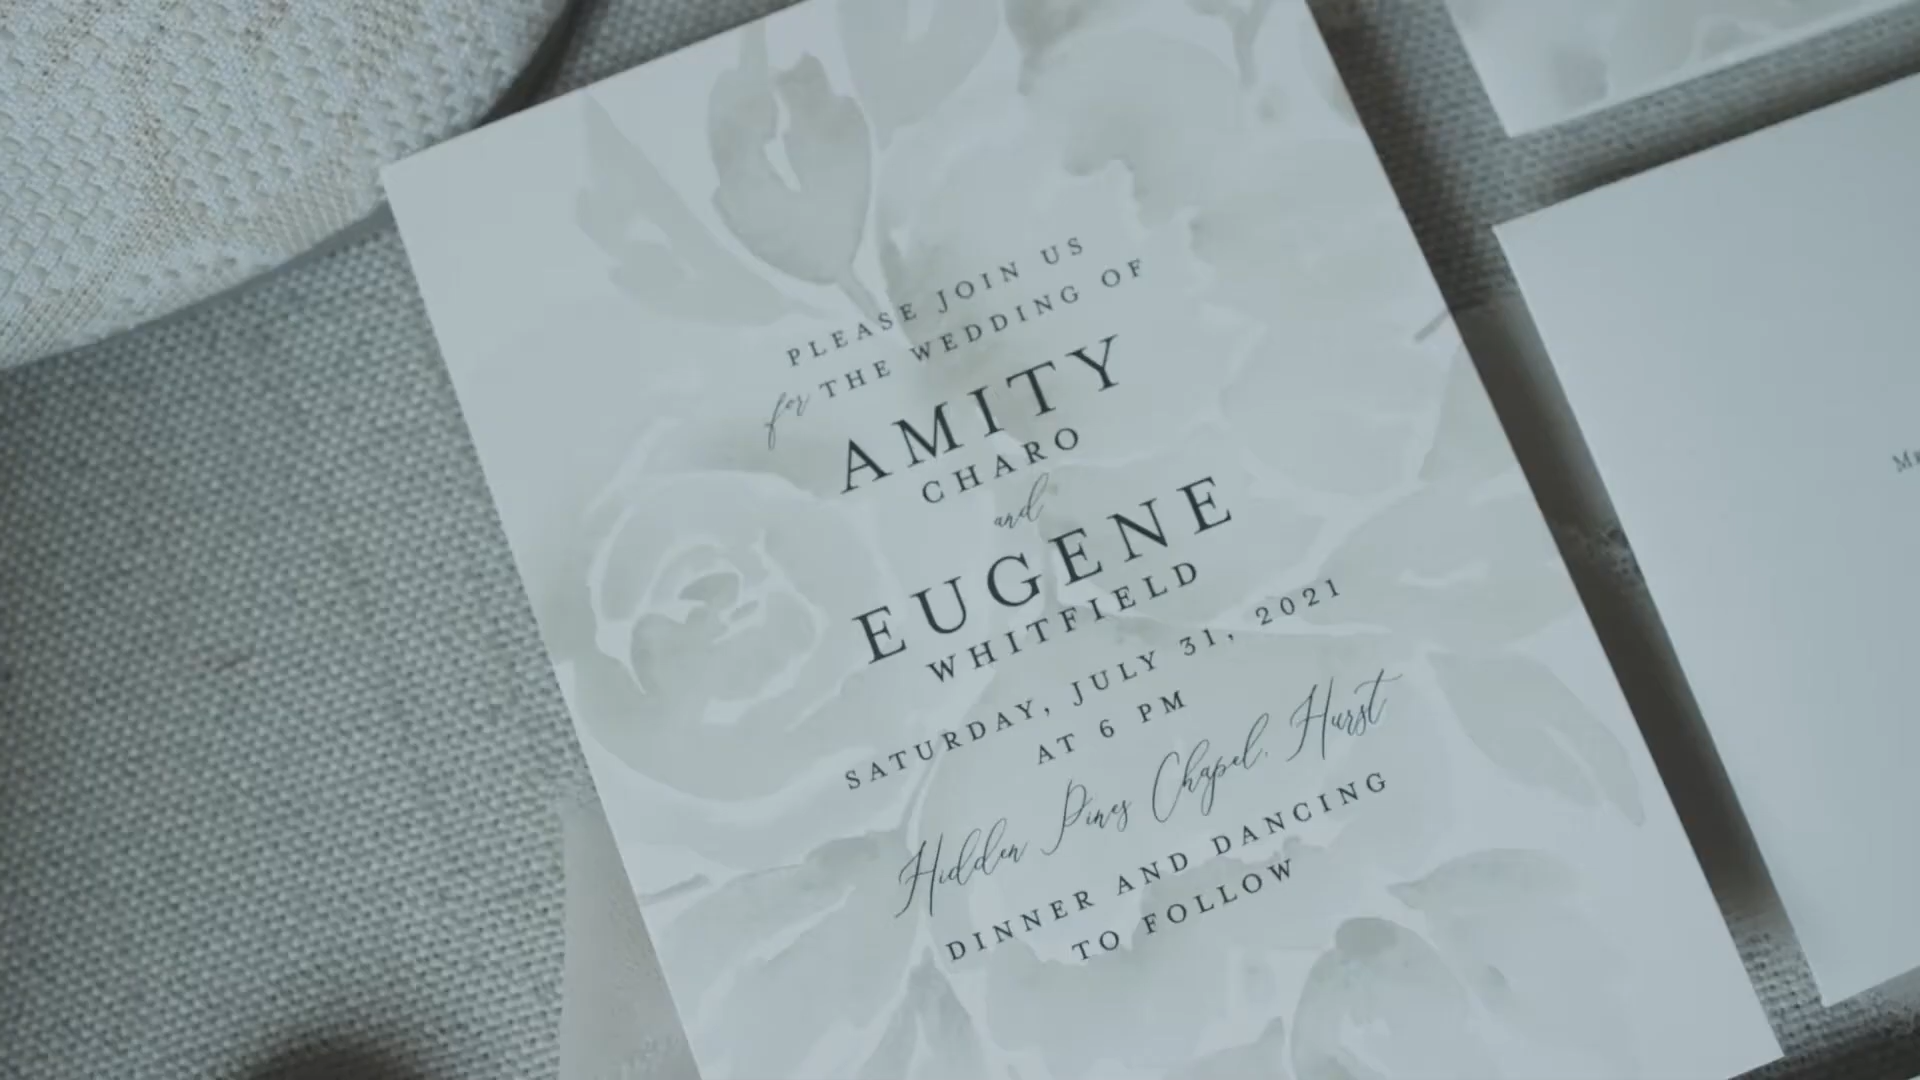 PLEASE JOIN US
for THE WEDDING OF
AMITY
CHARO
and
EUGENE
WHITFIELD
SATURDAY, JULY 31, 2021
AT 6 PM
Hidden Pines Chapel, Hurst
DINNER AND DANCING
TO FOLLOW